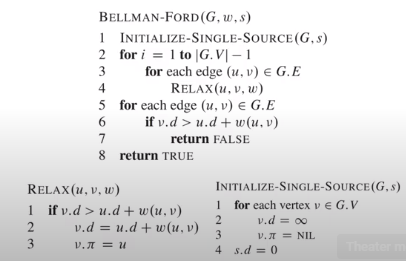 BELLMAN-FORD(G, w, s)
1 INITIALIZE-SINGLE-SOURCE(G, s)
2 for i = 1 to |G.V| − 1
3 for each edge (u, v) ∈ G.E
4 RELAX(u, v, w)
5 for each edge (u, v) ∈ G.E
6 if v.d > u.d + w(u, v)
7 return FALSE
8 return TRUE
RELAX(u, v, w)
1 if v.d > u.d + w(u, v)
2 v.d = u.d + w(u, v)
3 v.π = u
INITIALIZE-SINGLE-SOURCE(G, s)
1 for each vertex v ∈ G.V
2 v.d = ∞
3 v.π = NIL
4 s.d = 0
Theater m